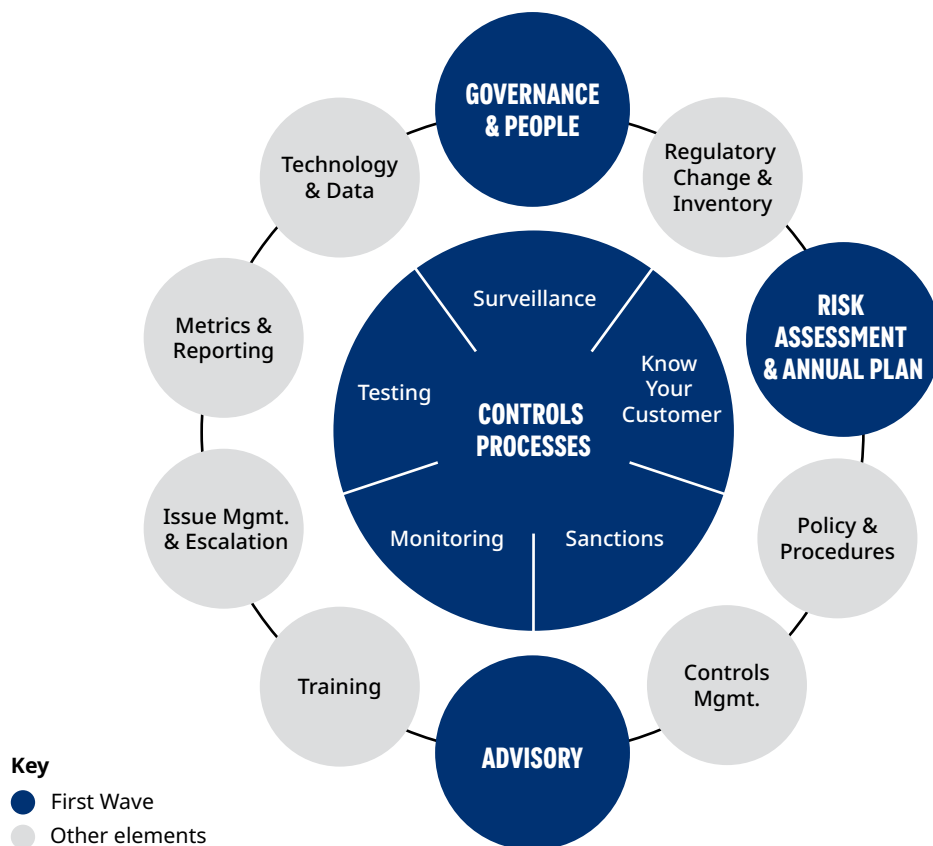 GOVERNANCE
& PEOPLE
Regulatory
Change &
Inventory
RISK
ASSESSMENT
& ANNUAL PLAN
Policy &
Procedures
Controls
Mgmt.
ADVISORY
Training
Issue Mgmt.
& Escalation
Metrics &
Reporting
Technology
& Data
Surveillance
Know
Your
Customer
Sanctions
Monitoring
Testing
CONTROLS
PROCESSES
Key
First Wave
Other elements